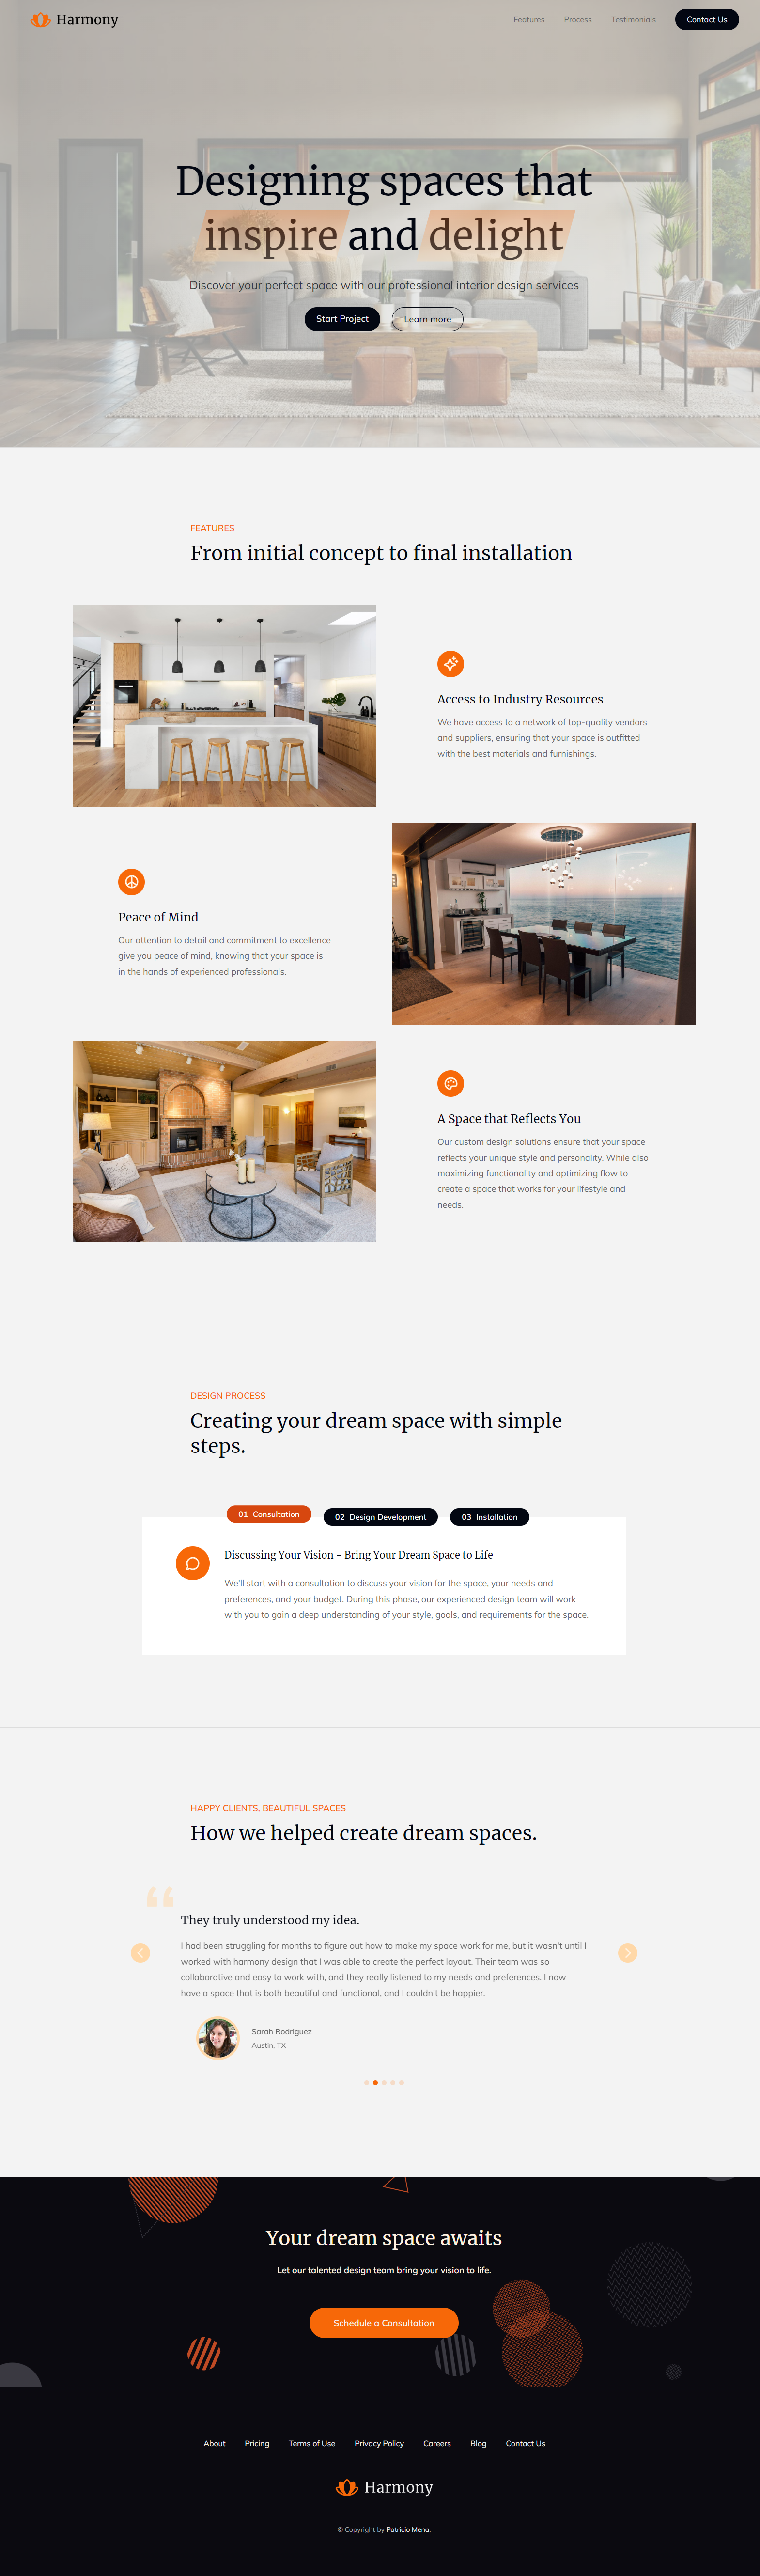 Harmony
Features Process Testimonials Contact Us
Designing spaces that
inspire and delight
Discover your perfect space with our professional interior design services
Start Project Learn more
FEATURES
From initial concept to final installation
Access to Industry Resources
We have access to a network of top-quality vendors
and suppliers, ensuring that your space is outfitted
with the best materials and furnishings.
Peace of Mind
Our attention to detail and commitment to excellence
give you peace of mind, knowing that your space is
in the hands of experienced professionals.
A Space that Reflects You
Our custom design solutions ensure that your space
reflects your unique style and personality. While also
maximizing functionality and optimizing flow to
create a space that works for your lifestyle and
needs.
DESIGN PROCESS
Creating your dream space with simple
steps.
01 Consultation 02 Design Development 03 Installation
Discussing Your Vision - Bring Your Dream Space to Life
We'll start with a consultation to discuss your vision for the space, your needs and
preferences, and your budget. During this phase, our experienced design team will work
with you to gain a deep understanding of your style, goals, and requirements for the space.
HAPPY CLIENTS, BEAUTIFUL SPACES
How we helped create dream spaces.
“
They truly understood my idea.
I had been struggling for months to figure out how to make my space work for me, but it wasn't until I
worked with harmony design that I was able to create the perfect layout. Their team was so
collaborative and easy to work with, and they really listened to my needs and preferences. I now
have a space that is both beautiful and functional, and I couldn't be happier.
Sarah Rodriguez
Austin, TX
Your dream space awaits
Let our talented design team bring your vision to life.
Schedule a Consultation
About Pricing Terms of Use Privacy Policy Careers Blog Contact Us
Harmony
© Copyright by Patricio Mena.